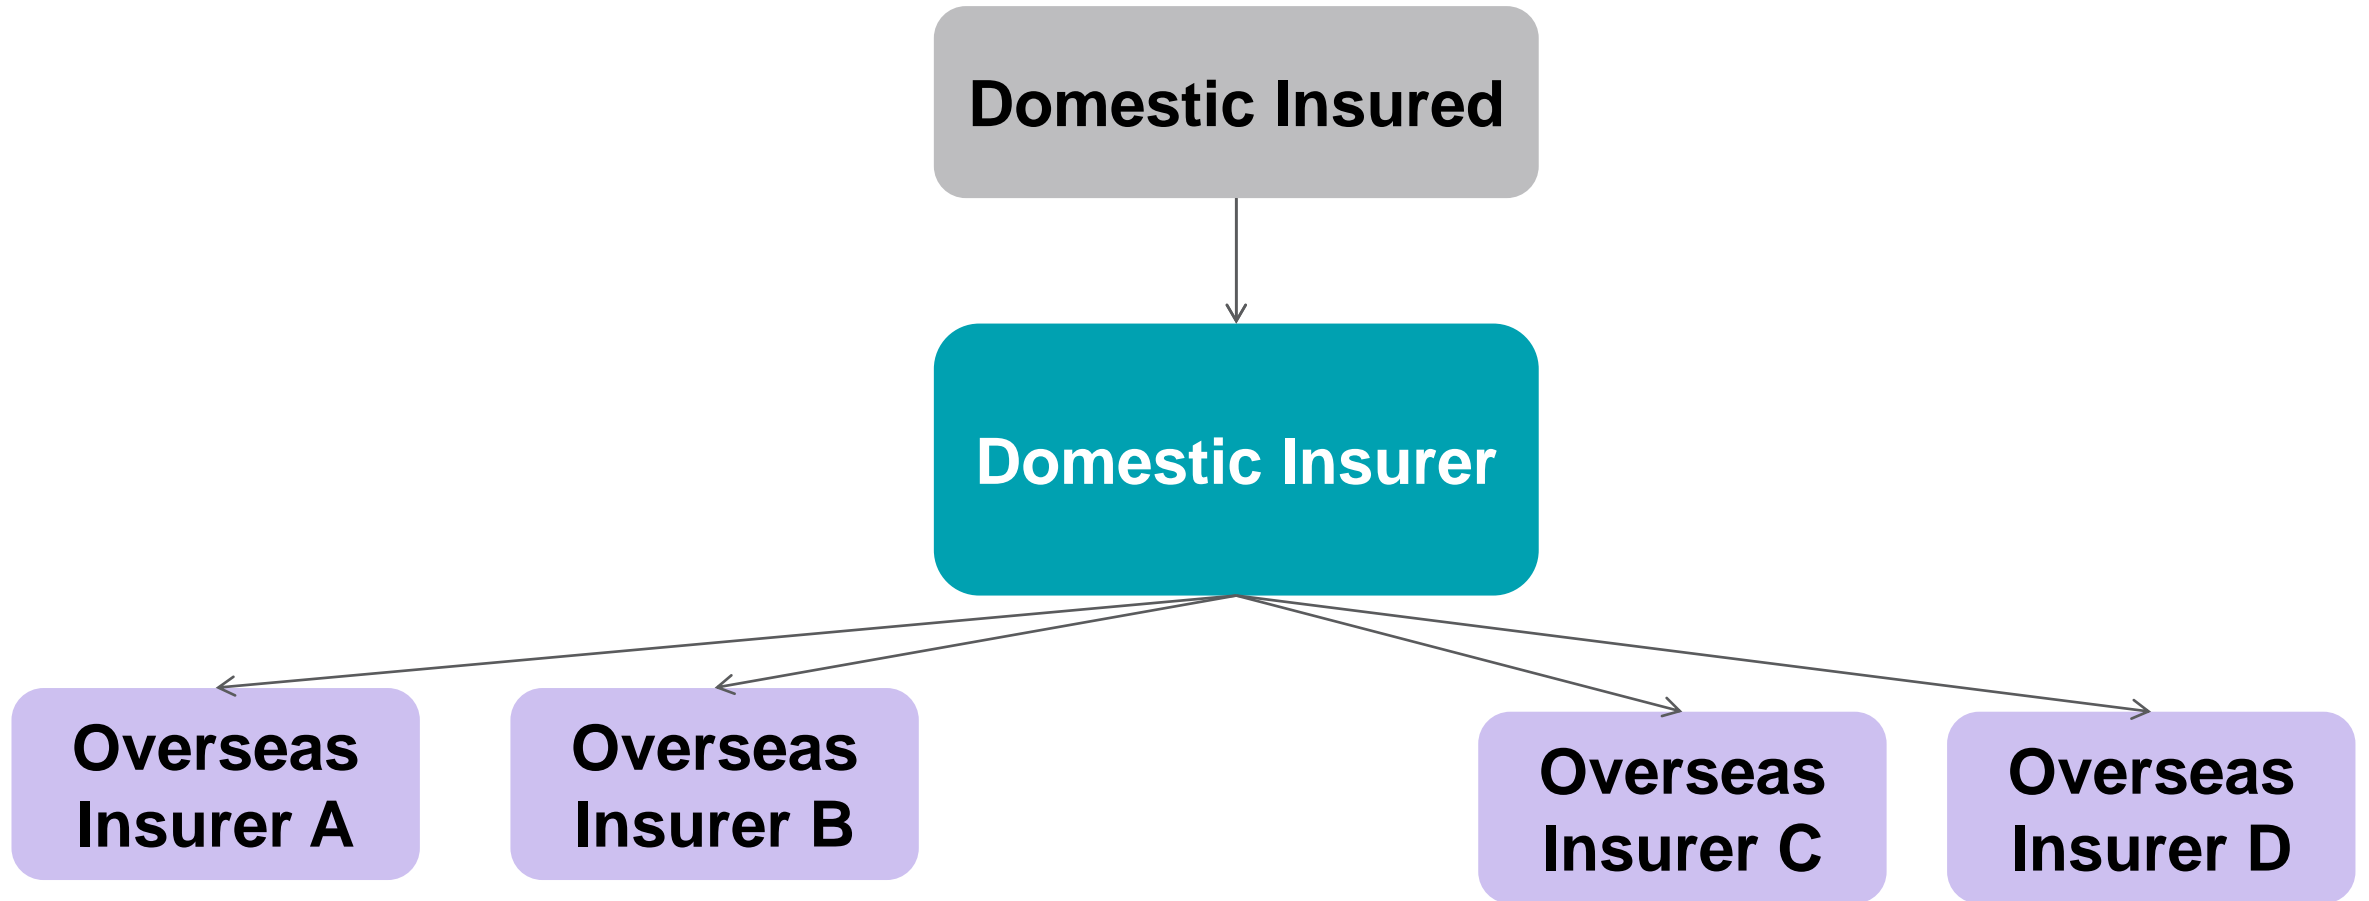 Domestic Insured
Domestic Insurer
Overseas
Insurer A
Overseas
Insurer B
Overseas
Insurer C
Overseas
Insurer D